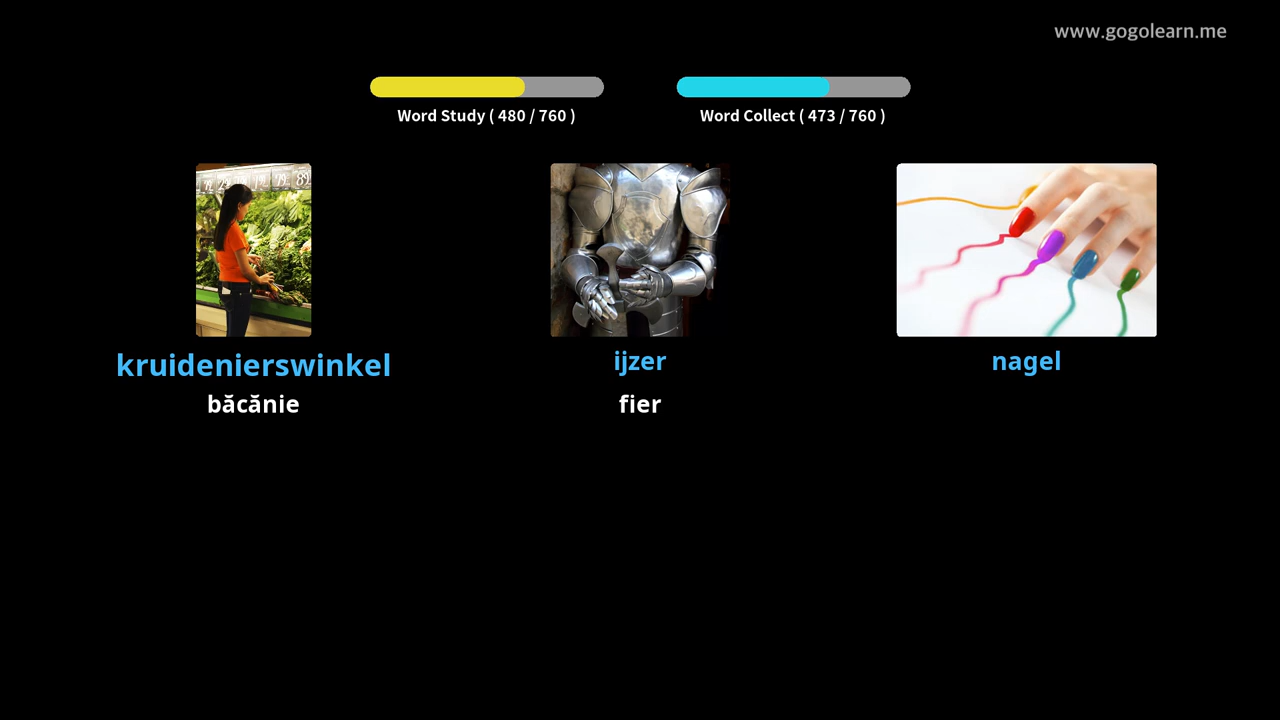 www.gogolearn.me
Word Study ( 480 / 760 )
Word Collect ( 473 / 760 )
kruidenierswinkel
băcănie
ijzer
fier
nagel